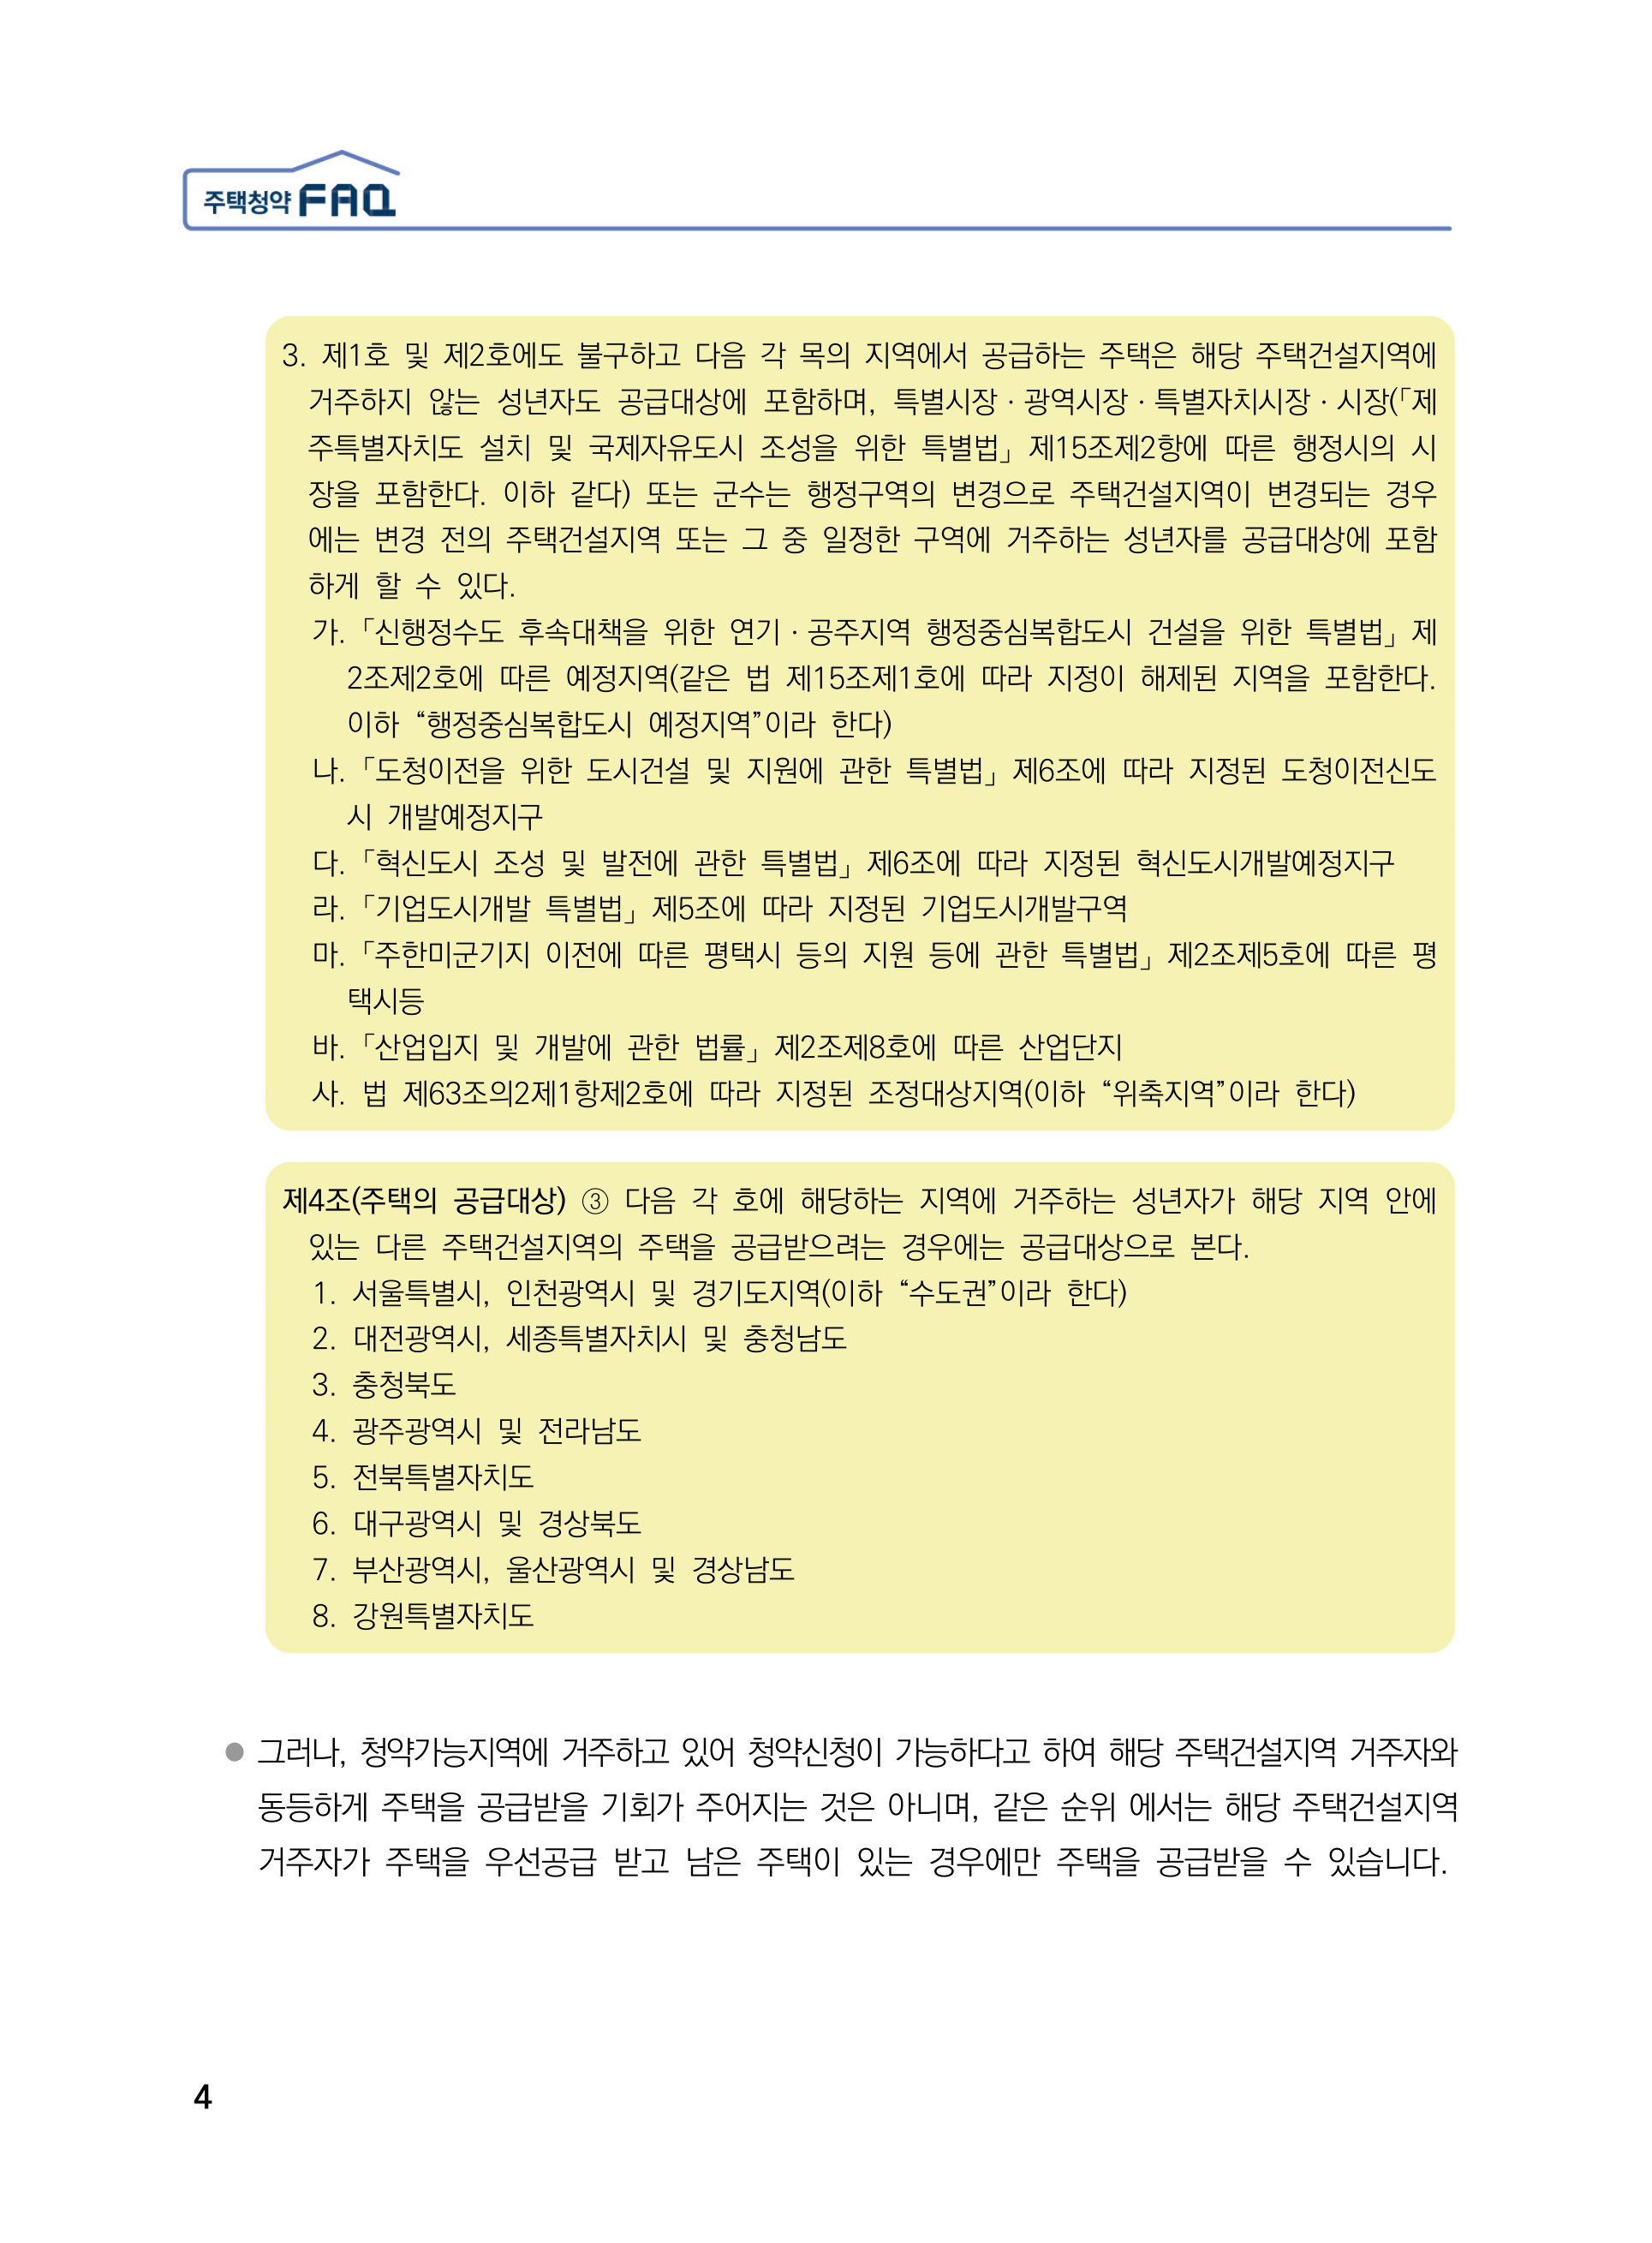 주택청약 FAQ
3. 제1호 및 제2호에도 불구하고 다음 각 목의 지역에서 공급하는 주택은 해당 주택건설지역에
거주하지 않는 성년자도 공급대상에 포함하며, 특별시장·광역시장·특별자치시장·시장(「제
주특별자치도 설치 및 국제자유도시 조성을 위한 특별법」 제15조제2항에 따른 행정시의 시
장을 포함한다. 이하 같다) 또는 군수는 행정구역의 변경으로 주택건설지역이 변경되는 경우
에는 변경 전의 주택건설지역 또는 그 중 일정한 구역에 거주하는 성년자를 공급대상에 포함
하게 할 수 있다.
가. 「신행정수도 후속대책을 위한 연기·공주지역 행정중심복합도시 건설을 위한 특별법」 제
2조제2호에 따른 예정지역(같은 법 제15조제1호에 따라 지정이 해제된 지역을 포함한다.
이하 “행정중심복합도시 예정지역”이라 한다)
나. 「도청이전을 위한 도시건설 및 지원에 관한 특별법」 제6조에 따라 지정된 도청이전신도
시 개발예정지구
다. 「혁신도시 조성 및 발전에 관한 특별법」 제6조에 따라 지정된 혁신도시개발예정지구
라. 「기업도시개발 특별법」 제5조에 따라 지정된 기업도시개발구역
마. 「주한미군기지 이전에 따른 평택시 등의 지원 등에 관한 특별법」 제2조제5호에 따른 평
택시등
바. 「산업입지 및 개발에 관한 법률」 제2조제8호에 따른 산업단지
사. 법 제63조의2제1항제2호에 따라 지정된 조정대상지역(이하 “위축지역”이라 한다)
제4조(주택의 공급대상) ③ 다음 각 호에 해당하는 지역에 거주하는 성년자가 해당 지역 안에
있는 다른 주택건설지역의 주택을 공급받으려는 경우에는 공급대상으로 본다.
1. 서울특별시, 인천광역시 및 경기도지역(이하 “수도권”이라 한다)
2. 대전광역시, 세종특별자치시 및 충청남도
3. 충청북도
4. 광주광역시 및 전라남도
5. 전북특별자치도
6. 대구광역시 및 경상북도
7. 부산광역시, 울산광역시 및 경상남도
8. 강원특별자치도
● 그러나, 청약가능지역에 거주하고 있어 청약신청이 가능하다고 하여 해당 주택건설지역 거주자와
동등하게 주택을 공급받을 기회가 주어지는 것은 아니며, 같은 순위 에서는 해당 주택건설지역
거주자가 주택을 우선공급 받고 남은 주택이 있는 경우에만 주택을 공급받을 수 있습니다.
4